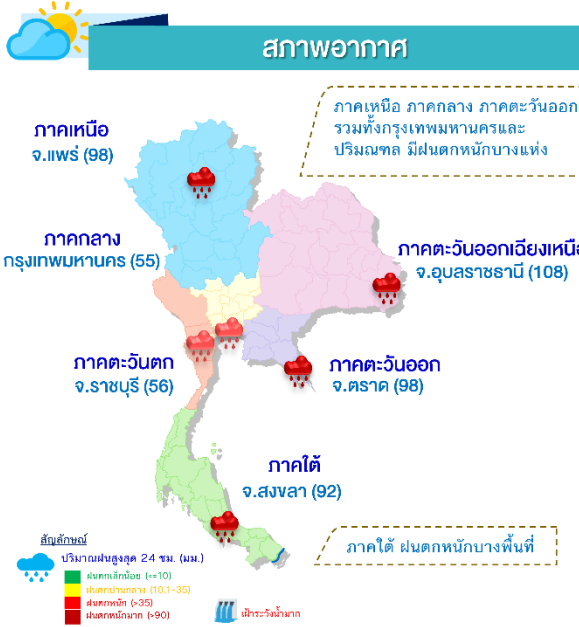 สภาพอากาศ
ภาคเหนือ ภาคกลาง ภาคตะวันออก
รวมทั้งกรุงเทพมหานครและ
ปริมณฑล มีฝนตกหนักบางแห่ง
ภาคเหนือ
จ.แพร่ (98)
ภาคกลาง
กรุงเทพมหานคร (55)
ภาคตะวันออกเฉียงเหนือ
จ.อุบลราชธานี (108)
ภาคตะวันตก
จ.ราชบุรี (56)
ภาคตะวันออก
จ.ตราด (98)
ภาคใต้
จ.สงขลา (92)
ภาคใต้ ฝนตกหนักบางพื้นที่
สัญลักษณ์
ปริมาณฝนสูงสุด 24 ชม. (มม.)
ฝนตกเล็กน้อย (<=10)
ฝนตกปานกลาง (10.1-35)
ฝนตกหนัก (>35)
ฝนตกหนักมาก (>90)
เฝ้าระวังน้ำมาก